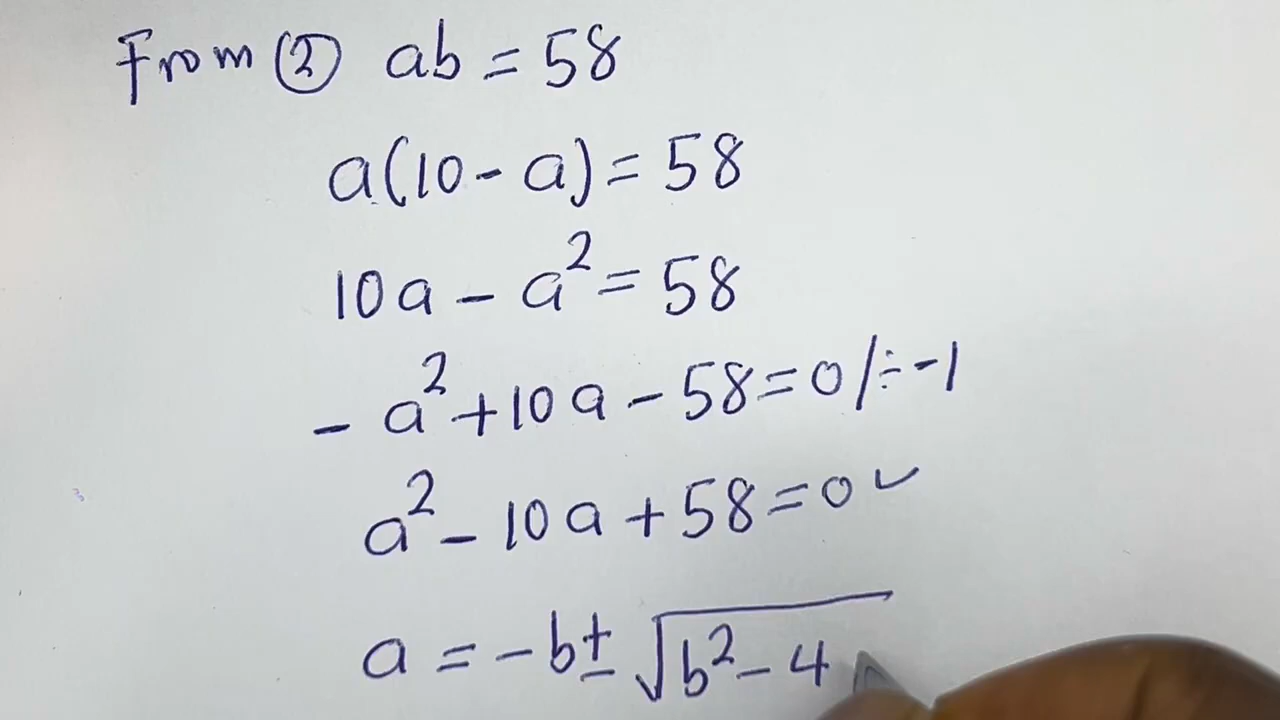 From ② ab = 58
a(10 - a) = 58
10a - a² = 58
- a² + 10a - 58 = 0 / ÷ -1
a² - 10a + 58 = 0 ✓
a = -b ± √b² - 4